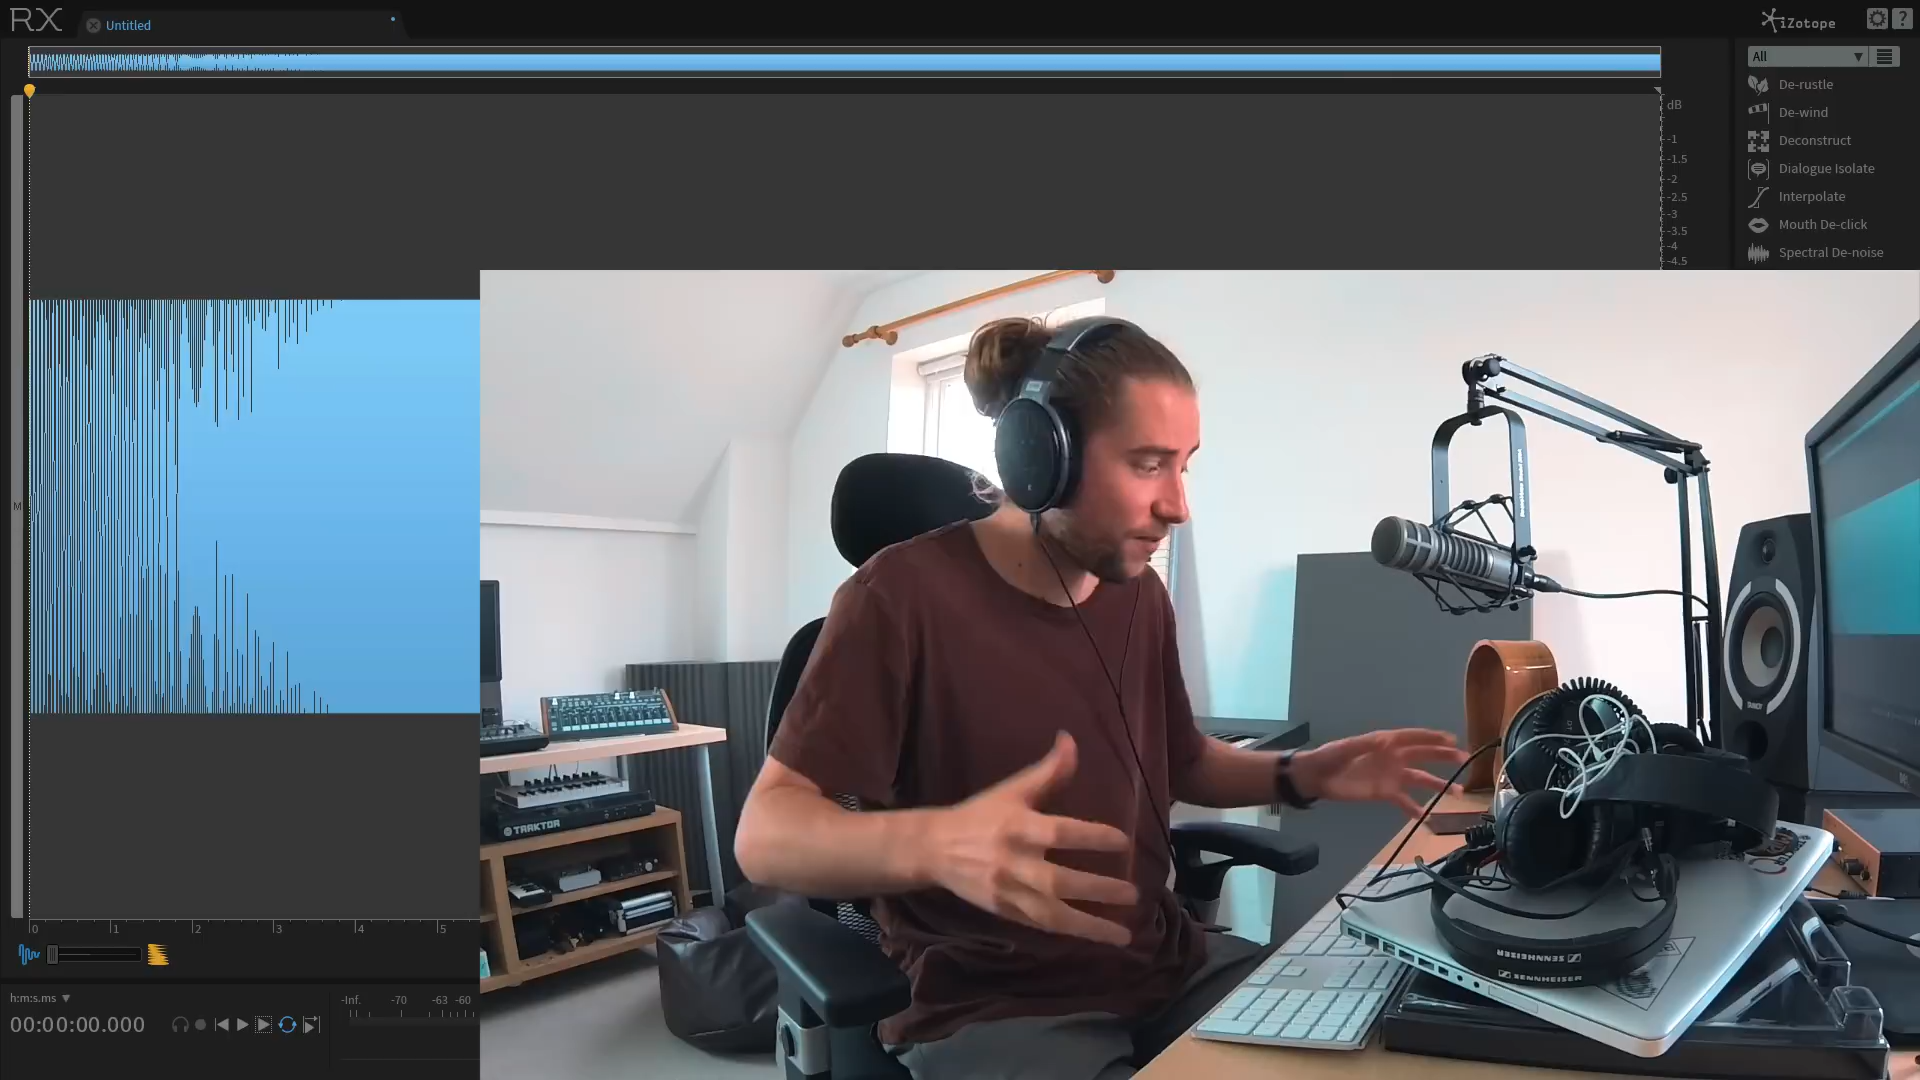 RX
Untitled
iZotope
?
All
De-rustle
De-wind
Deconstruct
Dialogue Isolate
Interpolate
Mouth De-click
Spectral De-noise
dB
-1
-1.5
-2
-2.5
-3
-3.5
-4
-4.5
M
0 1 2 3 4 5
h:m:s.ms
-Inf. -70 -63 -60
00:00:00.000
TRAKTOR
SENNHEISER
SENNHEISER